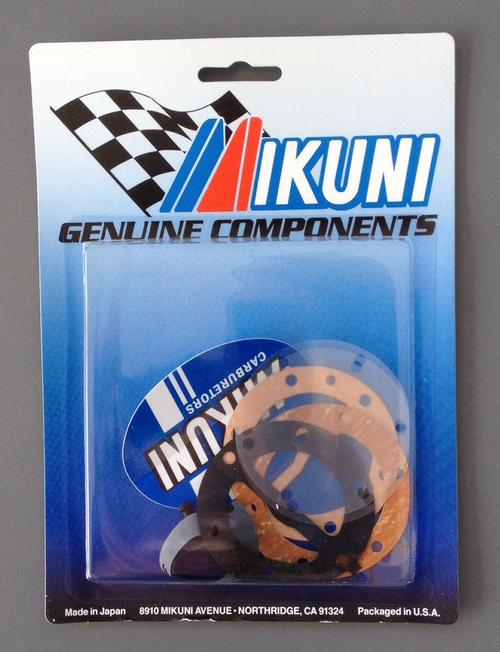 MIKUNI
GENUINE COMPONENTS
CARBURETORS
MIKUNI
Made in Japan 8910 MIKUNI AVENUE • NORTHRIDGE, CA 91324 Packaged in U.S.A.